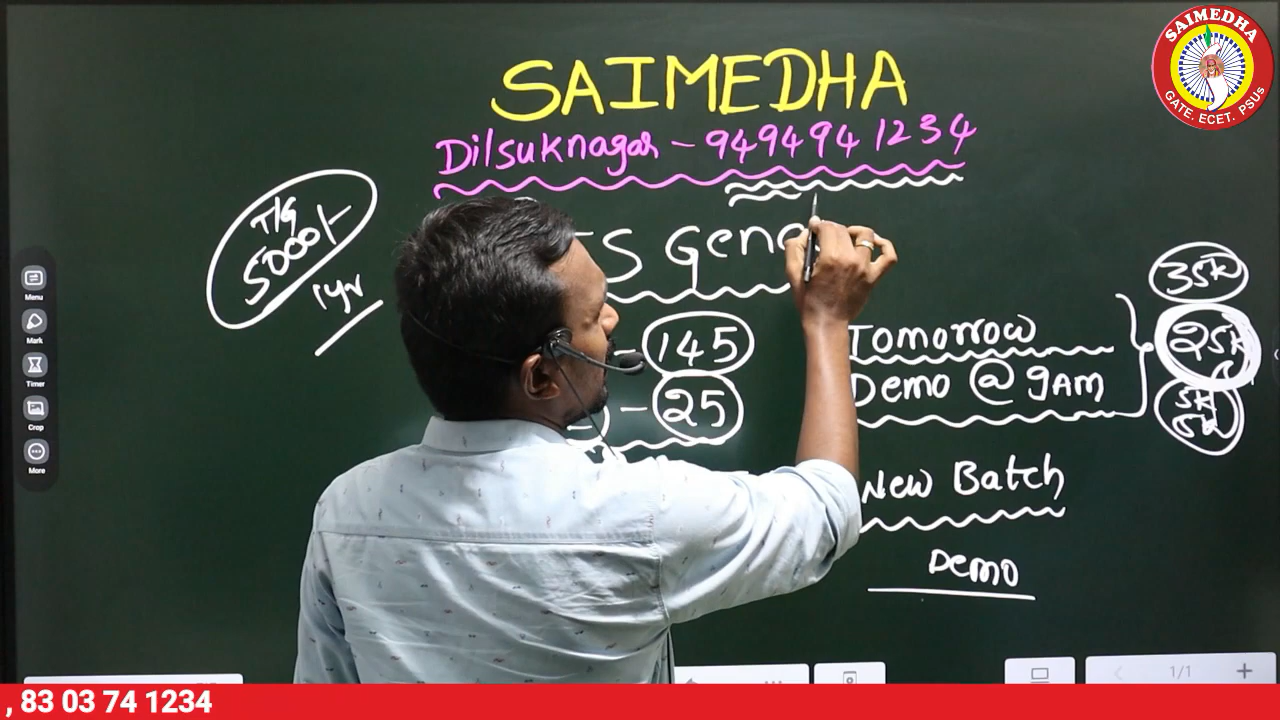 SAIMEDHA
Dilsuknagar - 9494941234
T/G
5000/-
1yr
TS Gene
- 145
- 25
Tomorrow
Demo @ 9AM
35k
25k
5k
New Batch
Demo
SAIMEDHA
GATE. ECET. PSUs
Menu
Mark
Timer
Crop
More
1/1
, 83 03 74 1234